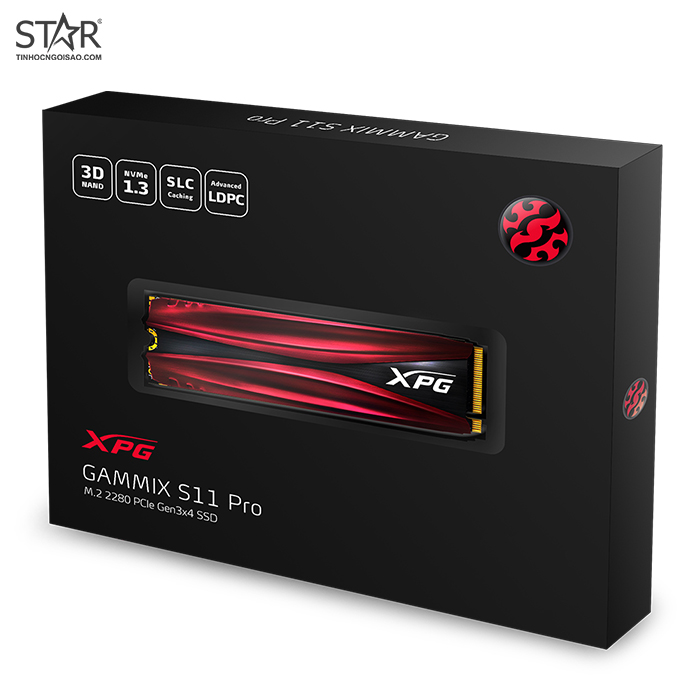 STAR®
TINHOCNGOISAO.COM
GAMMIX S11 Pro
3D
NAND
NVMe
1.3
SLC
Caching
Advanced
LDPC
XPG
XPG
GAMMIX S11 Pro
M.2 2280 PCIe Gen3x4 SSD